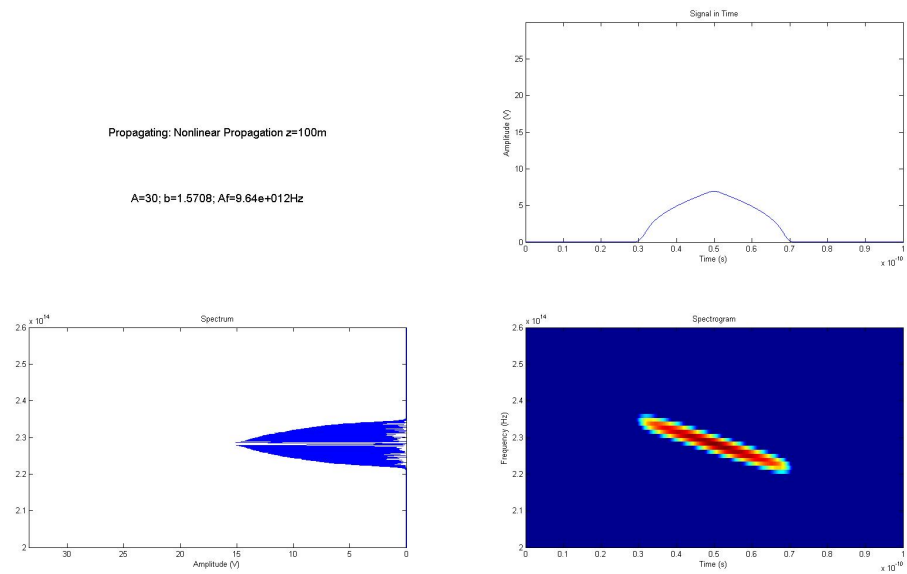 Propagating: Nonlinear Propagation z=100m
A=30; b=1.5708; Af=9.64e+012Hz
Signal in Time
Amplitude (V)
25
20
15
10
5
0
0 0.1 0.2 0.3 0.4 0.5 0.6 0.7 0.8 0.9 1
Time (s)
x 10^-10
Spectrum
x 10^14
2.6
2.5
2.4
2.3
2.2
2.1
2
30 25 20 15 10 5 0
Amplitude (V)
Spectrogram
x 10^14
Frequency (Hz)
2.6
2.5
2.4
2.3
2.2
2.1
2
0 0.1 0.2 0.3 0.4 0.5 0.6 0.7 0.8 0.9 1
Time (s)
x 10^-10